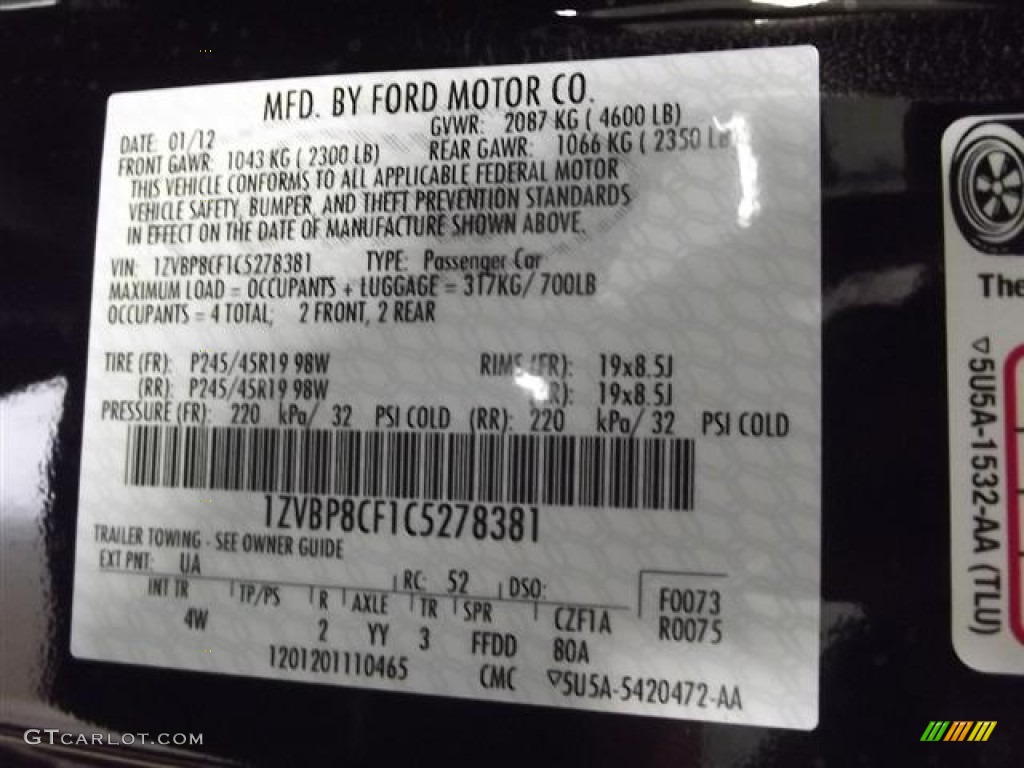 MFD. BY FORD MOTOR CO.
DATE: 01/12 GVWR: 2087 KG ( 4600 LB)
FRONT GAWR: 1043 KG ( 2300 LB) REAR GAWR: 1066 KG ( 2350 LB
THIS VEHICLE CONFORMS TO ALL APPLICABLE FEDERAL MOTOR
VEHICLE SAFETY, BUMPER, AND THEFT PREVENTION STANDARDS
IN EFFECT ON THE DATE OF MANUFACTURE SHOWN ABOVE.
VIN: 1ZVBP8CF1C5278381 TYPE: Passenger Car
MAXIMUM LOAD = OCCUPANTS + LUGGAGE = 317KG/ 700LB
OCCUPANTS = 4 TOTAL; 2 FRONT, 2 REAR
TIRE (FR): P245/45R19 98W RIMS (FR): 19x8.5J
(RR): P245/45R19 98W R): 19x8.5J
PRESSURE (FR): 220 kPa/ 32 PSI COLD (RR): 220 kPa/ 32 PSI COLD
1ZVBP8CF1C5278381
TRAILER TOWING - SEE OWNER GUIDE
EXT PNT: UA RC: 52 DSO:
INT TR TP/PS R AXLE TR SPR CZF1A F0073
4W 2 YY 3 FFDD 80A R0075
1201201110465 CMC ▽5U5A-5420472-AA
The
▽5U5A-1532-AA (TLU)
GTCARLOT.COM